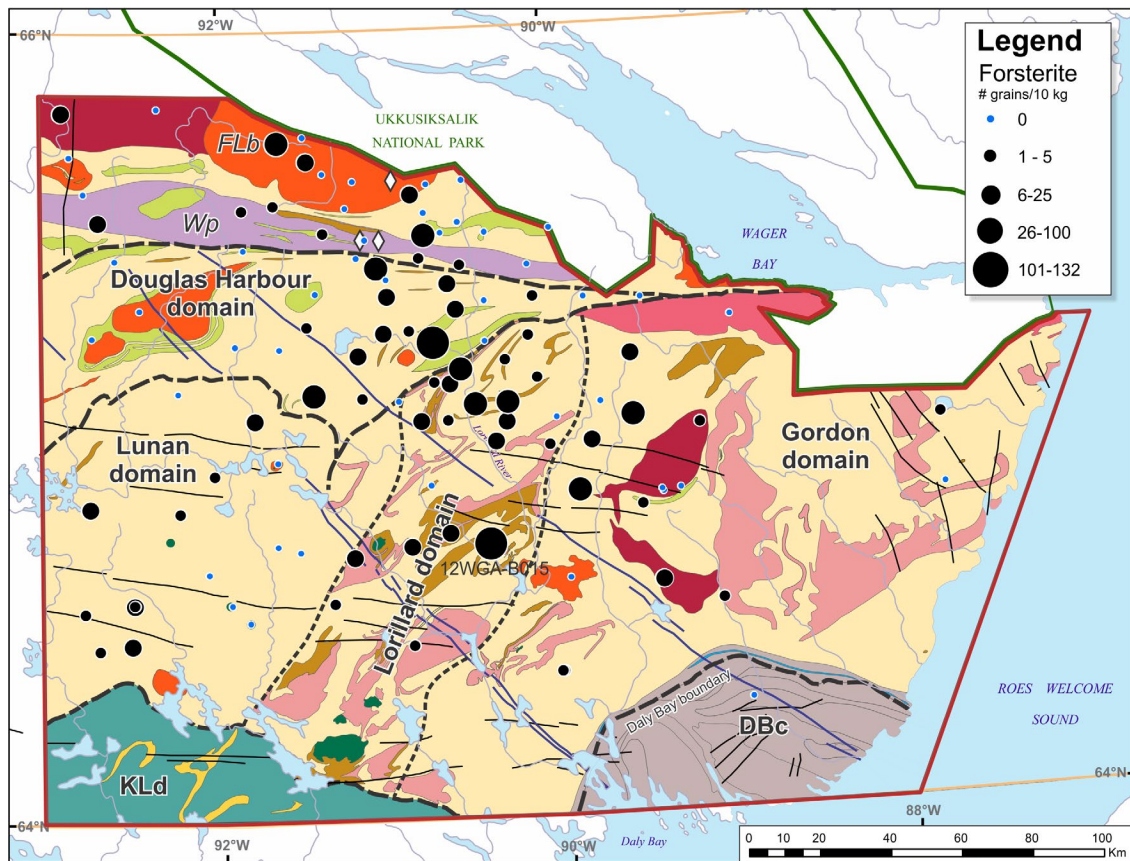 92°W
90°W
66°N
Legend
Forsterite
# grains/10 kg
0
1 - 5
6-25
26-100
101-132
UKKUSIKSALIK
NATIONAL PARK
FLb
Wp
WAGER
BAY
Douglas Harbour
domain
Lunan
domain
Gordon
domain
Lorillard domain
12WGA-B015
Daly Bay boundary
DBc
ROES WELCOME
SOUND
KLd
64°N
88°W
64°N
92°W
90°W
Daly Bay
0 10 20 40 60 80 100
Km